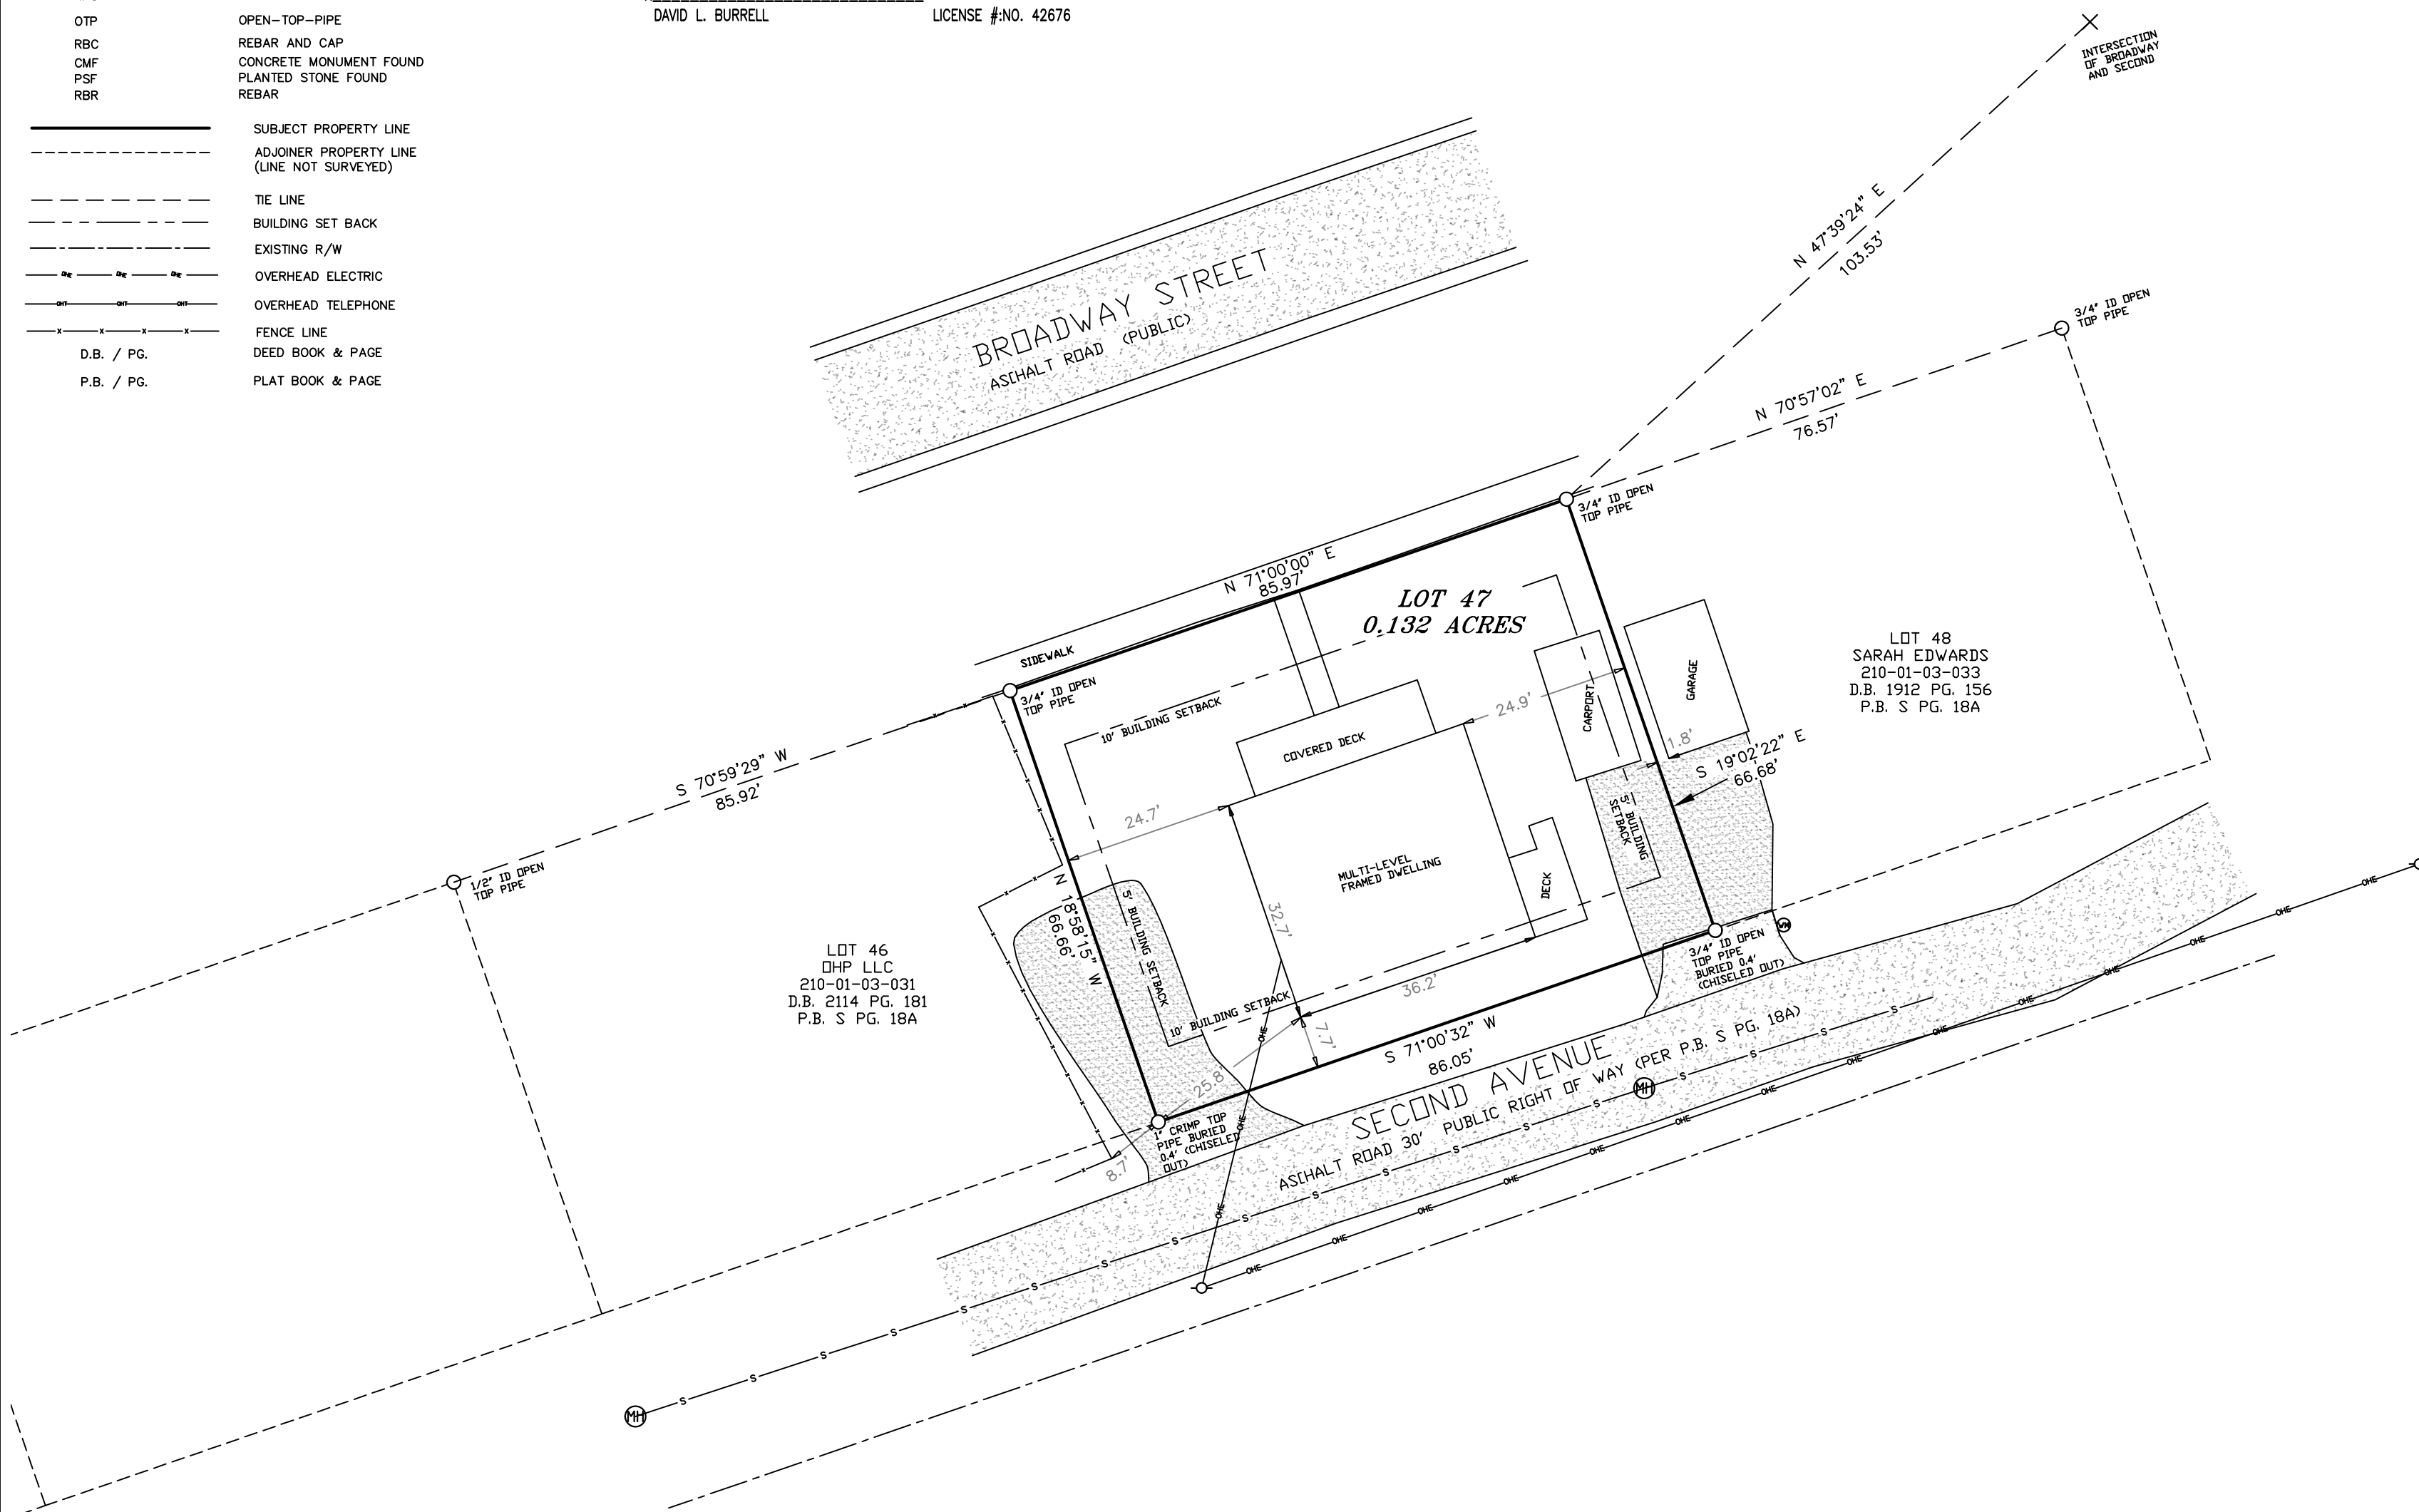 OTP OPEN-TOP-PIPE
RBC REBAR AND CAP
CMF CONCRETE MONUMENT FOUND
PSF PLANTED STONE FOUND
RBR REBAR
SUBJECT PROPERTY LINE
ADJOINER PROPERTY LINE
(LINE NOT SURVEYED)
TIE LINE
BUILDING SET BACK
EXISTING R/W
OHE OHE OHE OVERHEAD ELECTRIC
OHT OHT OHT OVERHEAD TELEPHONE
X X X X FENCE LINE
D.B. / PG. DEED BOOK & PAGE
P.B. / PG. PLAT BOOK & PAGE
DAVID L. BURRELL LICENSE #:NO. 42676
INTERSECTION
OF BROADWAY
AND SECOND
N 47°39'24" E
103.53'
BROADWAY STREET
ASPHALT ROAD (PUBLIC)
3/4" ID OPEN
TOP PIPE
N 70°57'02" E
76.57'
3/4" ID OPEN
TOP PIPE
N 71°00'00" E
85.97'
LOT 47
0.132 ACRES
SIDEWALK
3/4" ID OPEN
TOP PIPE
10' BUILDING SETBACK
COVERED DECK
24.9'
CARPORT
GARAGE
LOT 48
SARAH EDWARDS
210-01-03-033
D.B. 1912 PG. 156
P.B. S PG. 18A
1.8'
S 19°02'22" E
66.68'
S 70°59'29" W
85.92'
1/2" ID OPEN
TOP PIPE
24.7'
5' BUILDING
SETBACK
MULTI-LEVEL
FRAMED DWELLING
DECK
32.7'
N 18°58'15" W
66.66'
5' BUILDING SETBACK
LOT 46
OHP LLC
210-01-03-031
D.B. 2114 PG. 181
P.B. S PG. 18A
10' BUILDING SETBACK
36.2'
7.7'
25.8'
S 71°00'32" W
86.05'
3/4" ID OPEN
TOP PIPE
BURIED 0.4'
(CHISELED OUT)
WM
1" CRIMP TOP
PIPE BURIED
0.4' (CHISELED
OUT)
8.7'
SECOND AVENUE
ASPHALT ROAD 30' PUBLIC RIGHT OF WAY (PER P.B. S PG. 18A)
MH
MH